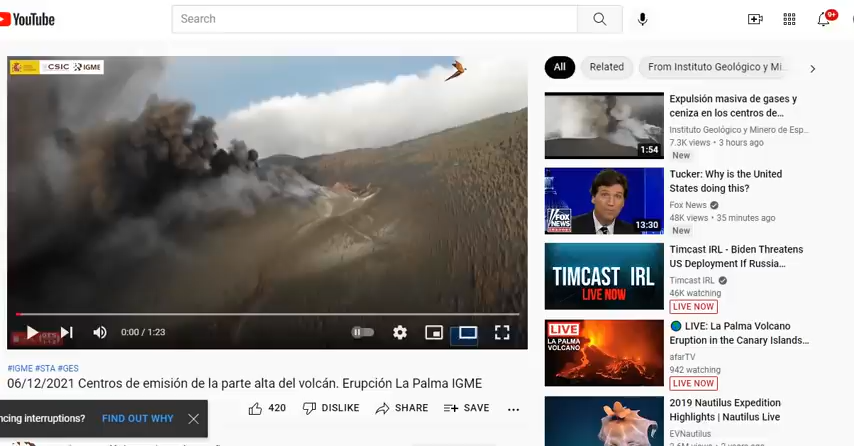 YouTube
Search
9+
CSIC IGME
0:00 / 1:23
#IGME #STA #GES
06/12/2021 Centros de emisión de la parte alta del volcán. Erupción La Palma IGME
ncing interruptions? FIND OUT WHY
420 DISLIKE SHARE SAVE
All Related From Instituto Geológico y Mi...
1:54
Expulsión masiva de gases y
ceniza en los centros de...
Instituto Geológico y Minero de Esp...
7.3K views • 3 hours ago
New
FOX
NEWS
13:30
Tucker: Why is the United
States doing this?
Fox News
48K views • 35 minutes ago
New
TIMCAST IRL
LIVE NOW
Timcast IRL - Biden Threatens
US Deployment If Russia...
Timcast IRL
46K watching
LIVE NOW
LIVE
LA PALMA
VOLCANO
LIVE: La Palma Volcano
Eruption in the Canary Islands...
afarTV
942 watching
LIVE NOW
2019 Nautilus Expedition
Highlights | Nautilus Live
EVNautilus